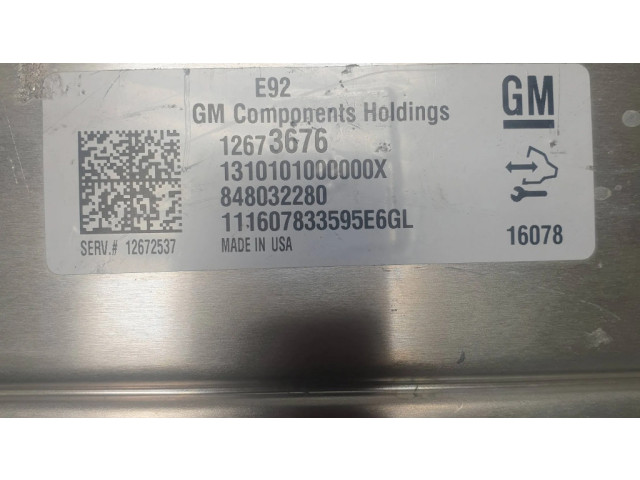 E92
GM Components Holdings
GM
12673676
1310101000000X
848032280
111607833595E6GL
SERV.# 12672537
MADE IN USA
16078